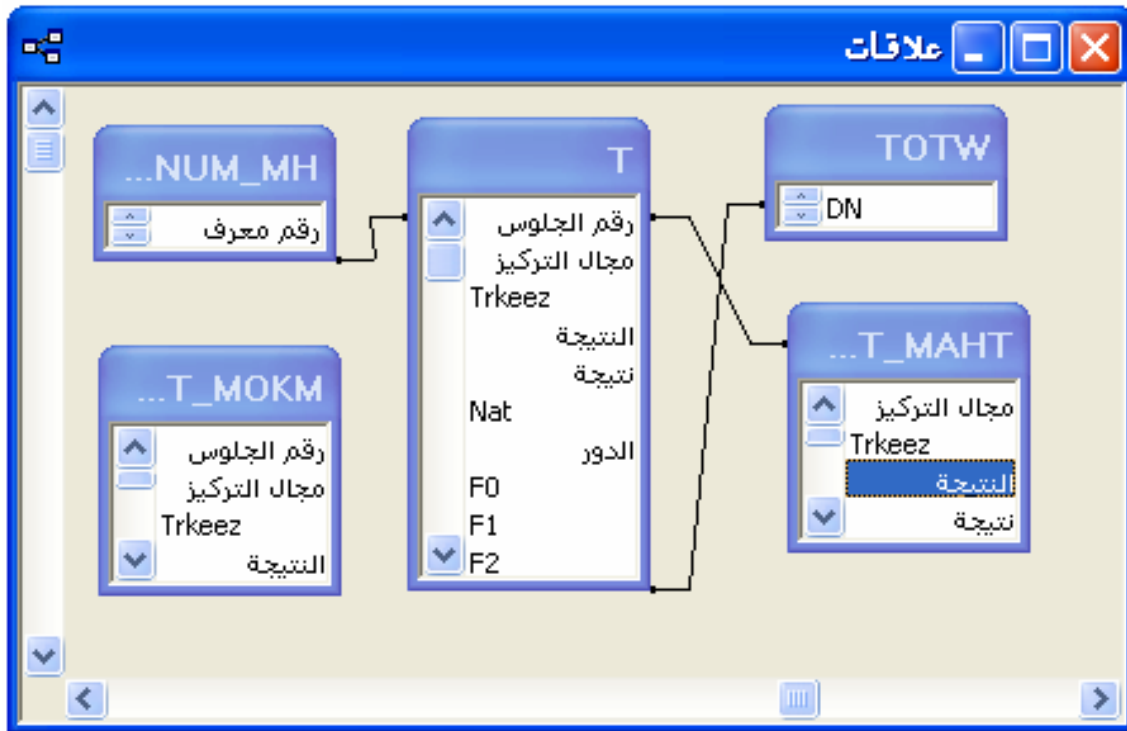 علاقات
NUM_MH...
رقم معرف
T
رقم الجلوس
مجال التركيز
Trkeez
النتيجة
نتيجة
Nat
الدور
F0
F1
F2
TOTW
DN
T_MOKM...
رقم الجلوس
مجال التركيز
Trkeez
النتيجة
T_MAHT...
مجال التركيز
Trkeez
النتيجة
نتيجة